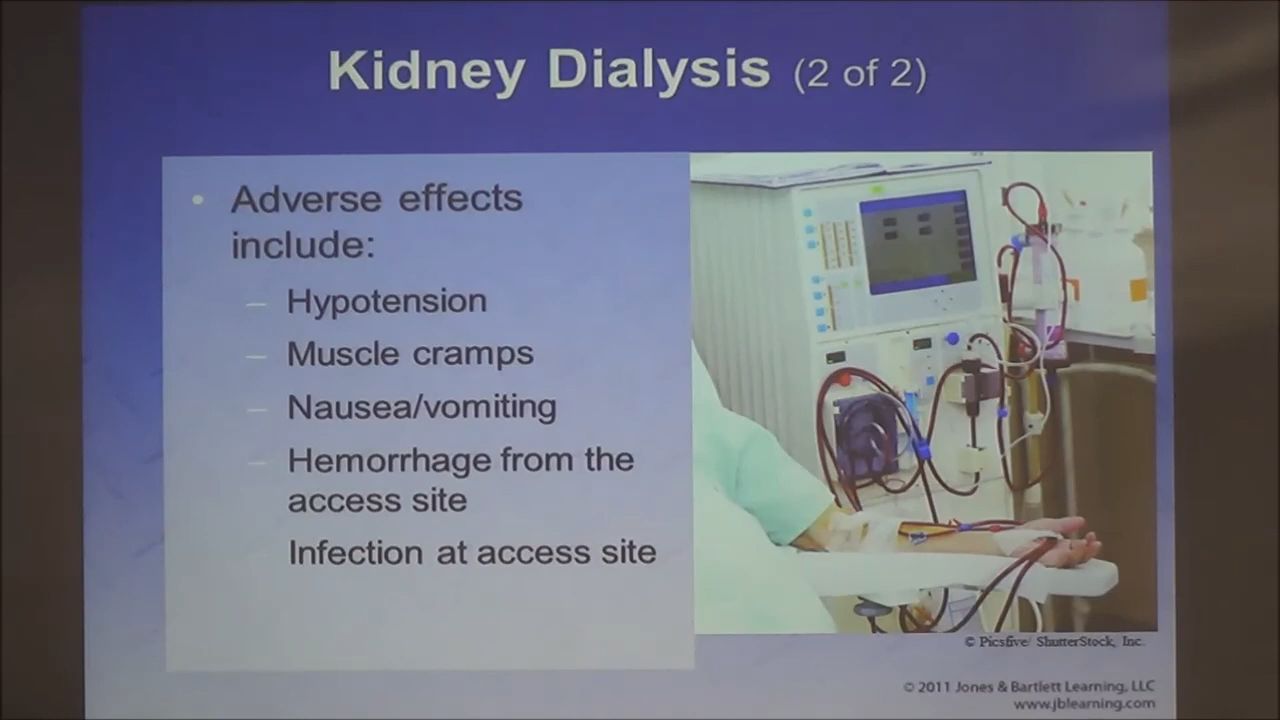 Kidney Dialysis (2 of 2)
• Adverse effects
include:
– Hypotension
– Muscle cramps
– Nausea/vomiting
– Hemorrhage from the
access site
Infection at access site
© Picsfive/ ShutterStock, Inc.
© 2011 Jones & Bartlett Learning, LLC
www.jblearning.com